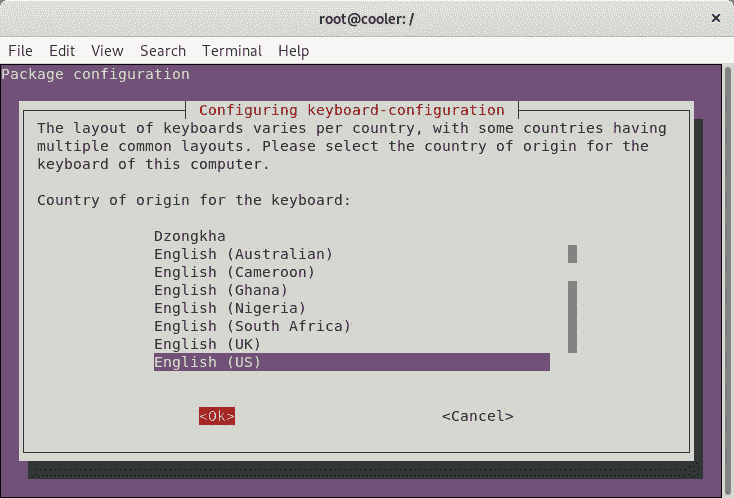 root@cooler: /
×
File Edit View Search Terminal Help
Package configuration
Configuring keyboard-configuration
The layout of keyboards varies per country, with some countries having
multiple common layouts. Please select the country of origin for the
keyboard of this computer.
Country of origin for the keyboard:
Dzongkha
English (Australian)
English (Cameroon)
English (Ghana)
English (Nigeria)
English (South Africa)
English (UK)
English (US)
<Ok> <Cancel>